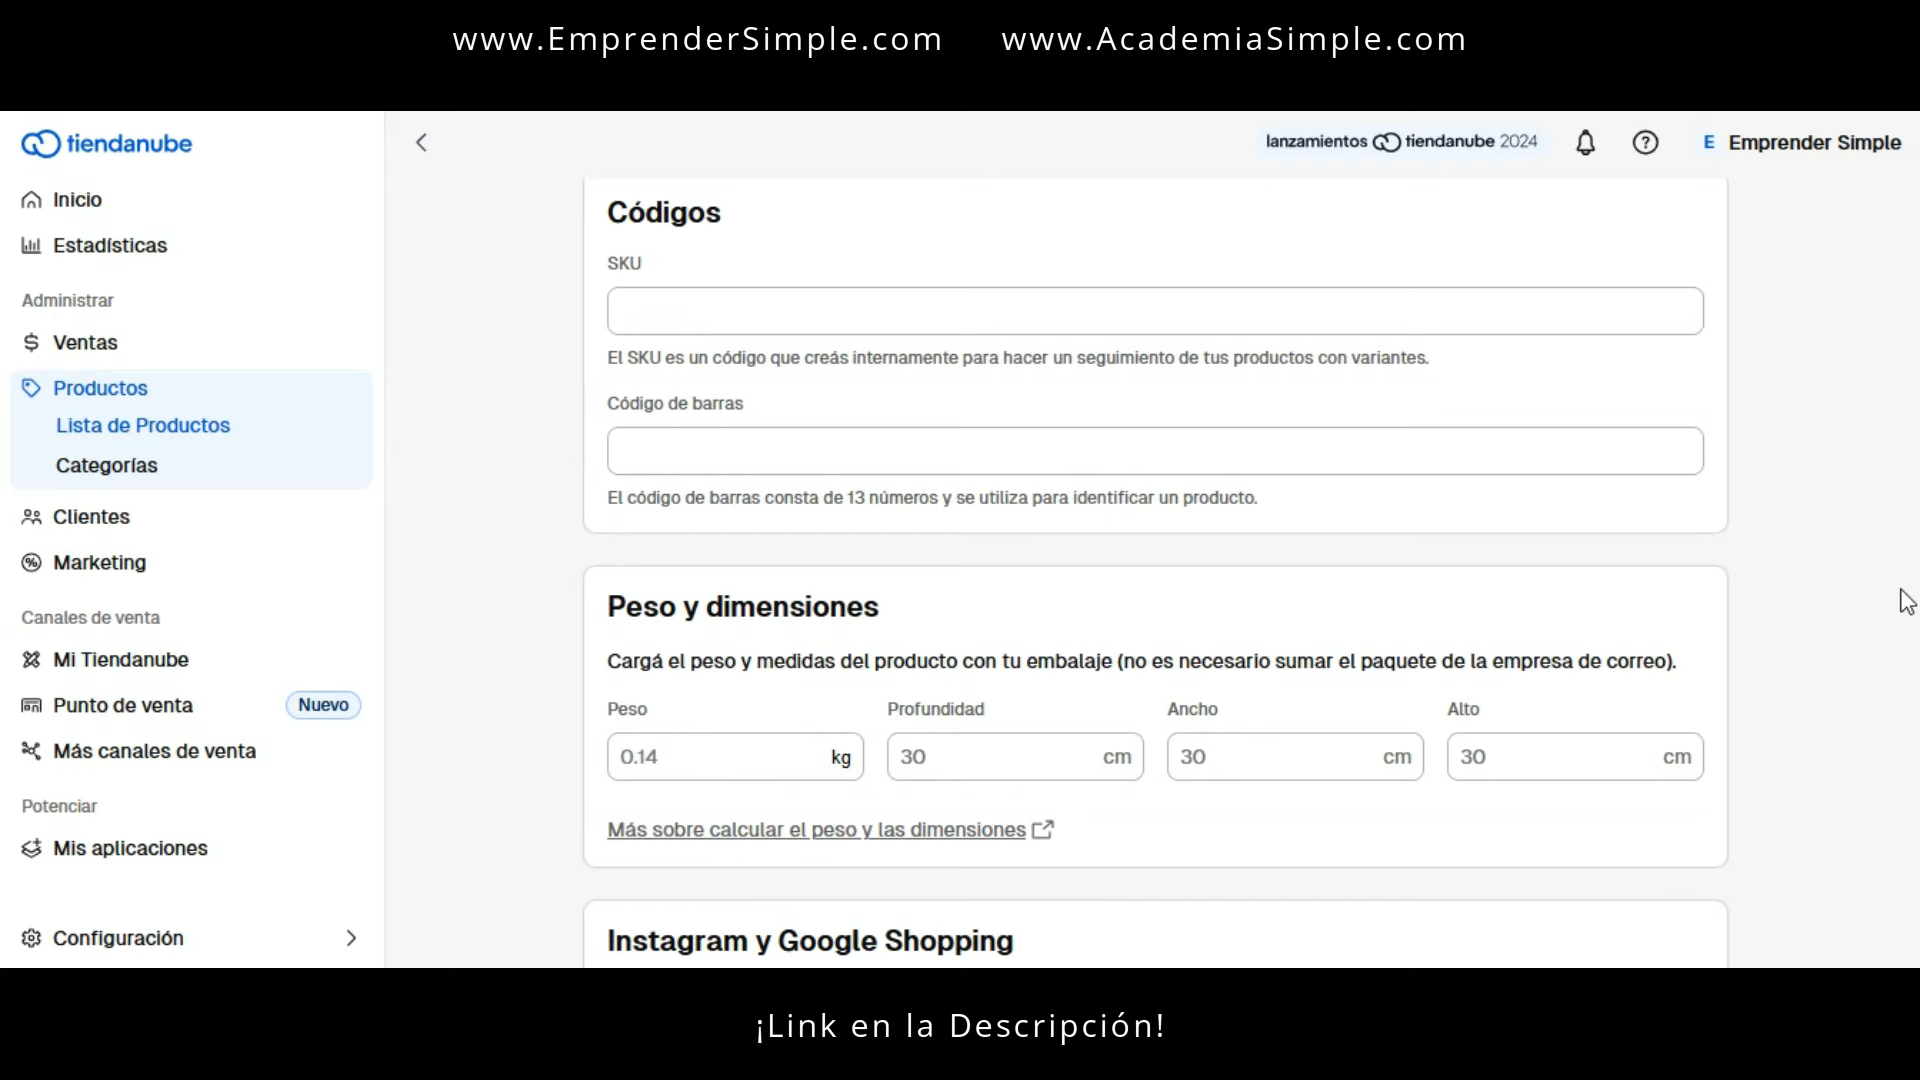 www.EmprenderSimple.com www.AcademiaSimple.com
tiendanube
lanzamientos tiendanube 2024
E Emprender Simple
Inicio
Estadísticas
Administrar
Ventas
Productos
Lista de Productos
Categorías
Clientes
Marketing
Canales de venta
Mi Tiendanube
Punto de venta Nuevo
Más canales de venta
Potenciar
Mis aplicaciones
Configuración
Códigos
SKU
El SKU es un código que creás internamente para hacer un seguimiento de tus productos con variantes.
Código de barras
El código de barras consta de 13 números y se utiliza para identificar un producto.
Peso y dimensiones
Cargá el peso y medidas del producto con tu embalaje (no es necesario sumar el paquete de la empresa de correo).
Peso Profundidad Ancho Alto
0.14 kg 30 cm 30 cm 30 cm
Más sobre calcular el peso y las dimensiones
Instagram y Google Shopping
¡Link en la Descripción!